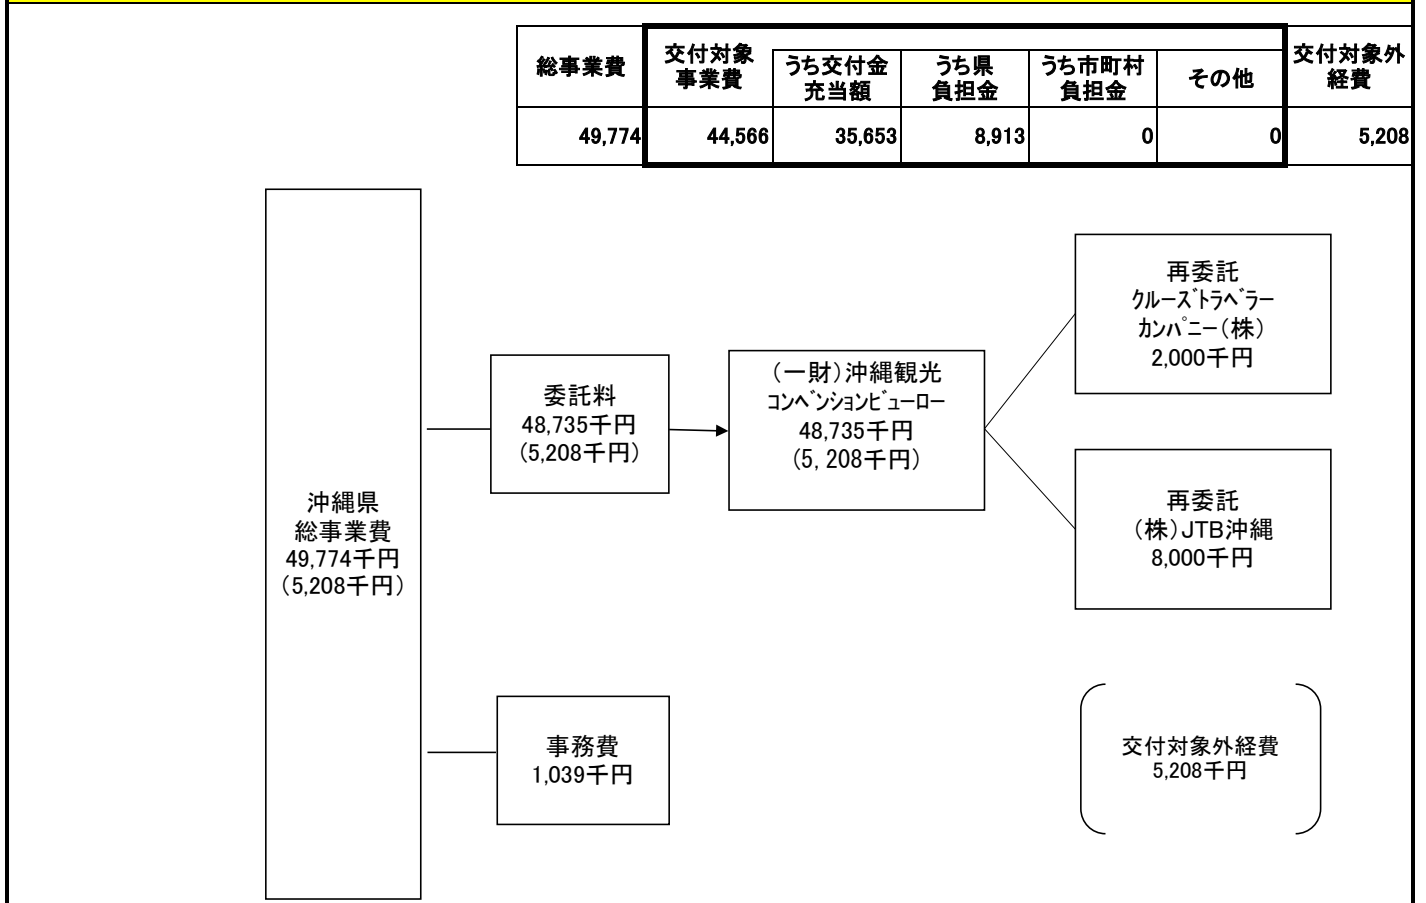 総事業費
交付対象
事業費
うち交付金
充当額
うち県
負担金
うち市町村
負担金
その他
交付対象外
経費
49,774
44,566
35,653
8,913
0
0
5,208
沖縄県
総事業費
49,774千円
(5,208千円)
委託料
48,735千円
(5,208千円)
(一財)沖縄観光
ｺﾝﾍﾞﾝｼｮﾝﾋﾞｭｰﾛｰ
48,735千円
(5, 208千円)
再委託
ｸﾙｰｽﾞﾄﾗﾍﾞﾗｰ
ｶﾝﾊﾟﾆｰ(株)
2,000千円
再委託
(株)JTB沖縄
8,000千円
事務費
1,039千円
交付対象外経費
5,208千円